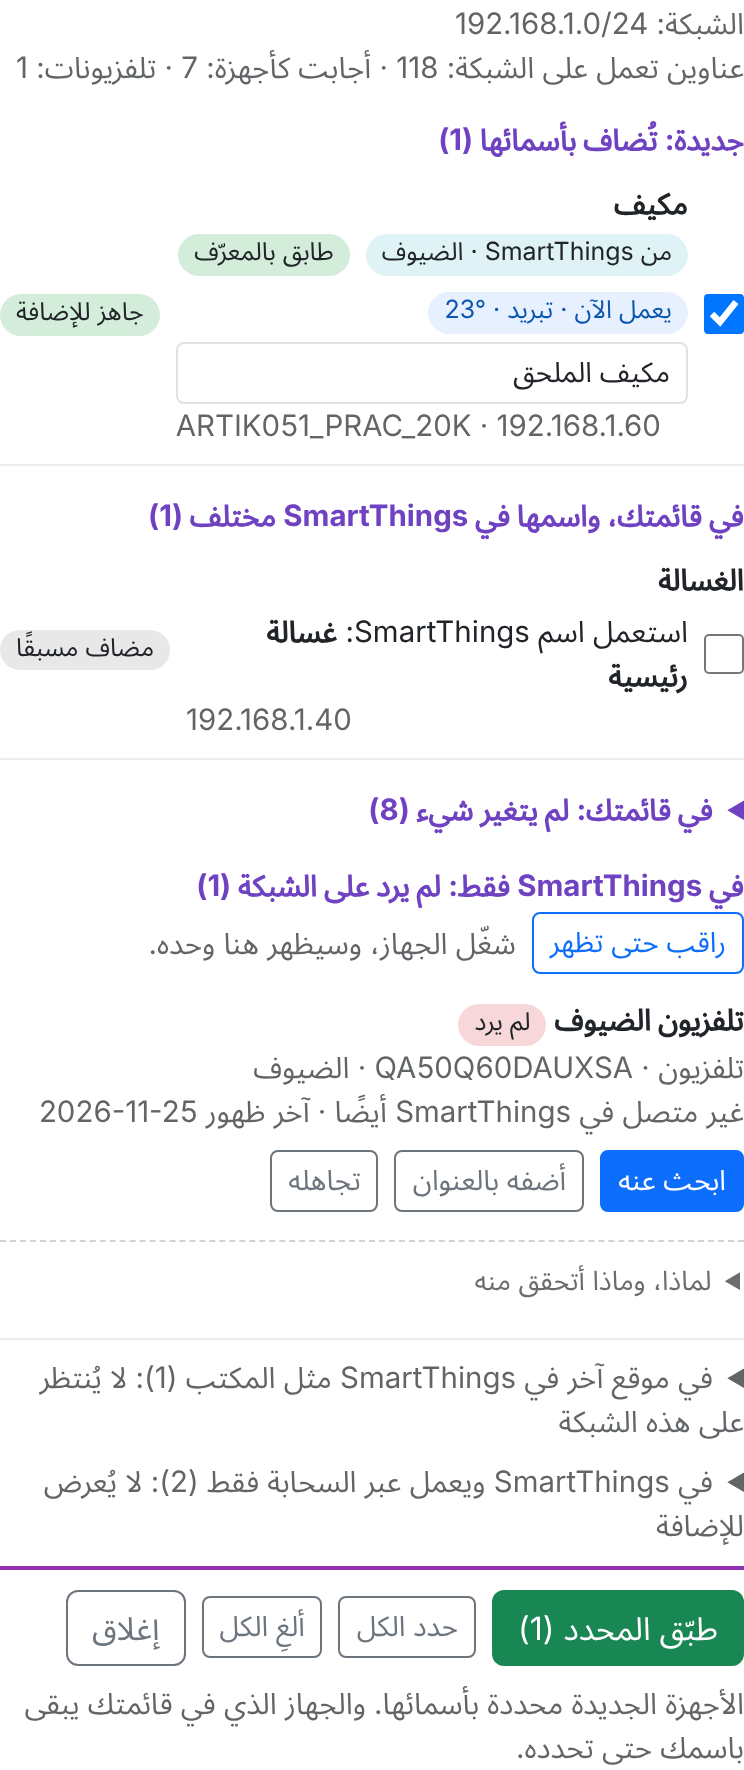 الشبكة: 192.168.1.0/24
عناوين تعمل على الشبكة: 118 · أجابت كأجهزة: 7 · تلفزيونات: 1
جديدة: تُضاف بأسمائها (1)
مكيف
من SmartThings · الضيوف
طابق بالمعرّف
يعمل الآن · تبريد · 23°
جاهز للإضافة
مكيف الملحق
ARTIK051_PRAC_20K · 192.168.1.60
في قائمتك، واسمها في SmartThings مختلف (1)
الغسالة
استعمل اسم SmartThings: غسالة
رئيسية
مضاف مسبقًا
192.168.1.40
في قائمتك: لم يتغير شيء (8)
في SmartThings فقط: لم يرد على الشبكة (1)
راقب حتى تظهر
شغّل الجهاز، وسيظهر هنا وحده.
تلفزيون الضيوف
لم يرد
تلفزيون · QA50Q60DAUXSA · الضيوف
غير متصل في SmartThings أيضًا · آخر ظهور 2026-11-25
ابحث عنه
أضفه بالعنوان
تجاهله
لماذا، وماذا أتحقق منه
في موقع آخر في SmartThings مثل المكتب (1): لا يُنتظر
على هذه الشبكة
في SmartThings ويعمل عبر السحابة فقط (2): لا يُعرض
للإضافة
طبّق المحدد (1)
حدد الكل
ألغِ الكل
إغلاق
الأجهزة الجديدة محددة بأسمائها. والجهاز الذي في قائمتك يبقى
باسمك حتى تحدده.